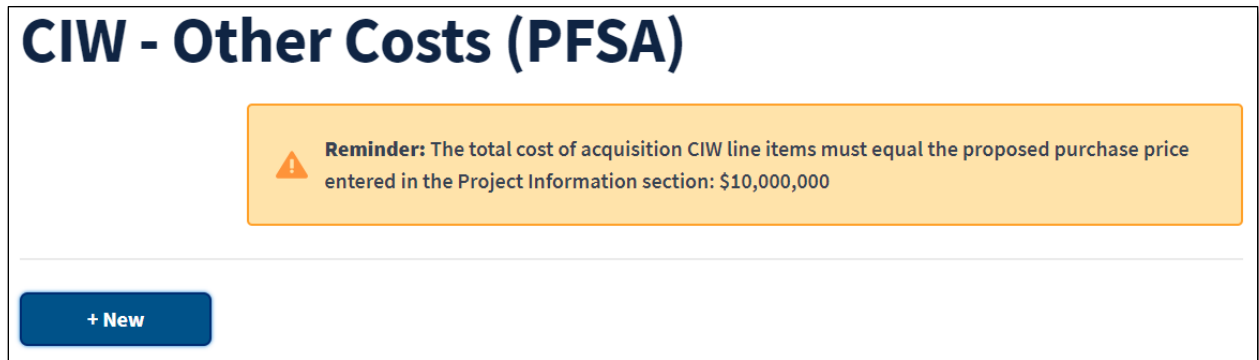 CIW - Other Costs (PFSA)
Reminder: The total cost of acquisition CIW line items must equal the proposed purchase price
entered in the Project Information section: $10,000,000
+ New